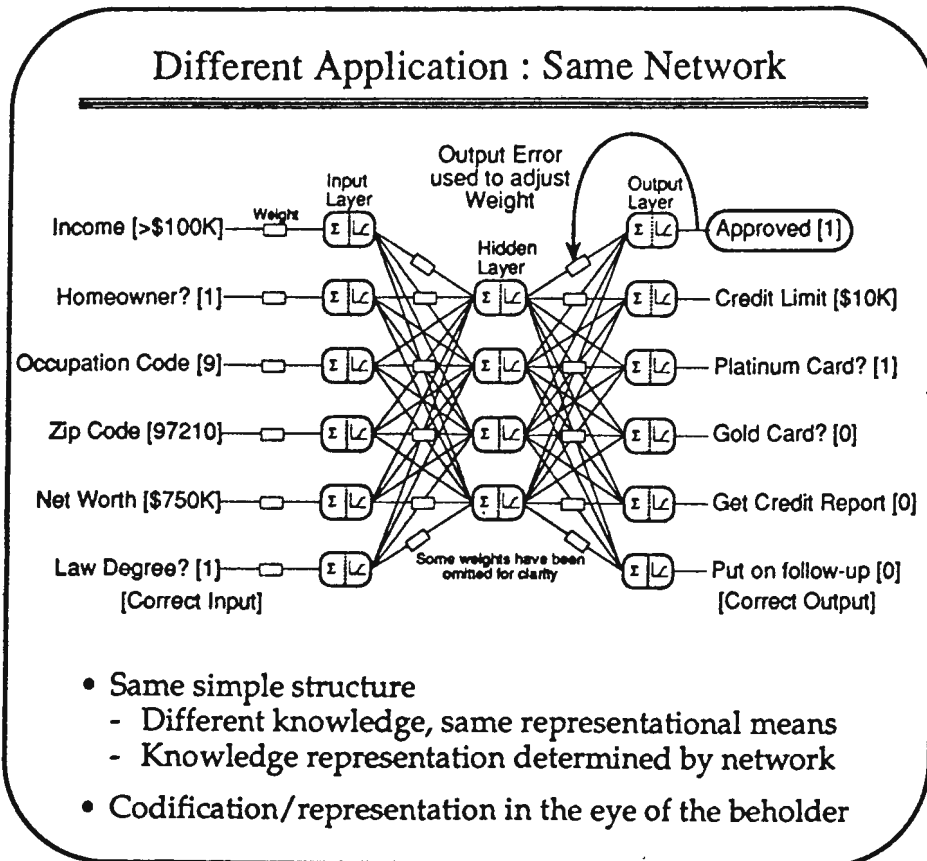 Different Application : Same Network
Output Error
used to adjust
Weight
Input
Layer
Output
Layer
Hidden
Layer
Weight
Income [>$100K]
Σ
Σ
Approved [1]
Homeowner? [1]
Σ
Σ
Σ
Credit Limit [$10K]
Occupation Code [9]
Σ
Σ
Σ
Platinum Card? [1]
Zip Code [97210]
Σ
Σ
Σ
Gold Card? [0]
Net Worth [$750K]
Σ
Σ
Σ
Get Credit Report [0]
Law Degree? [1]
Σ
Some weights have been
omitted for clarity
Σ
Put on follow-up [0]
[Correct Input]
[Correct Output]
• Same simple structure
- Different knowledge, same representational means
- Knowledge representation determined by network
• Codification/representation in the eye of the beholder